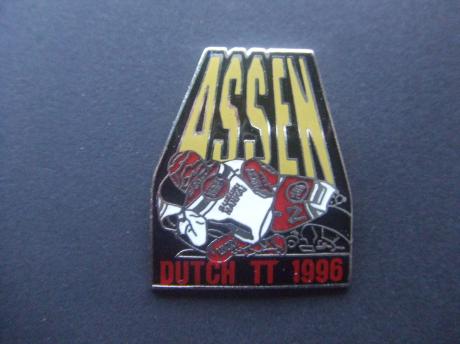 ASSEN
DUTCH TT 1996